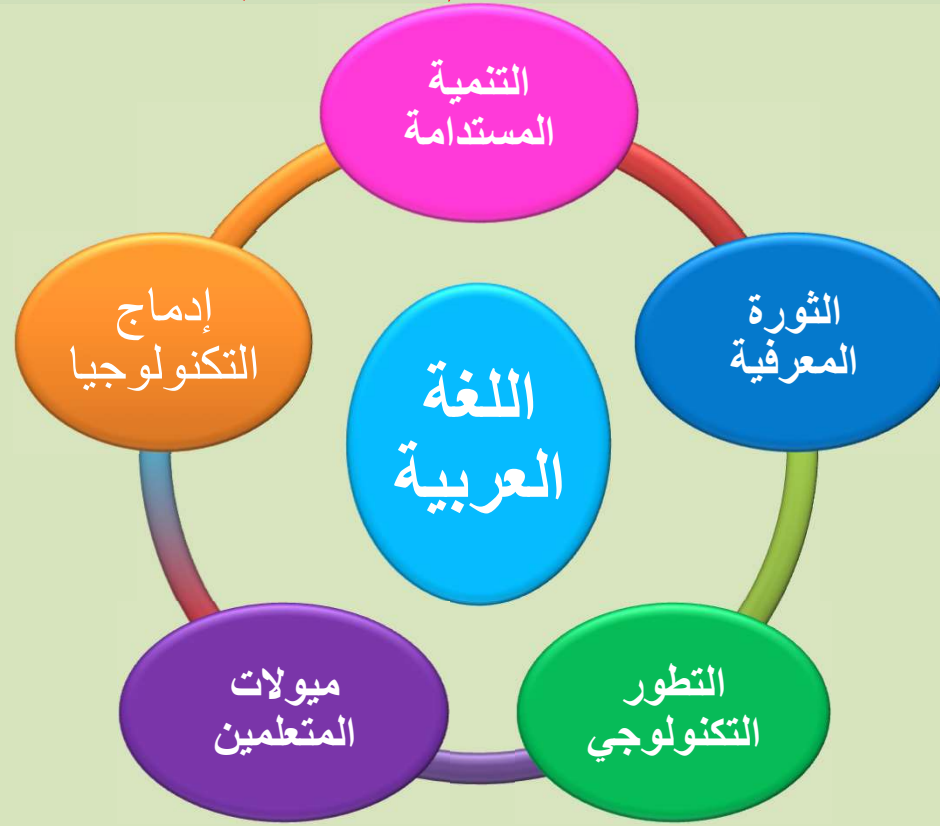 التنمية
المستدامة
الثورة
المعرفية
التطور
التكنولوجي
ميولات
المتعلمين
إدماج
التكنولوجيا
اللغة
العربية